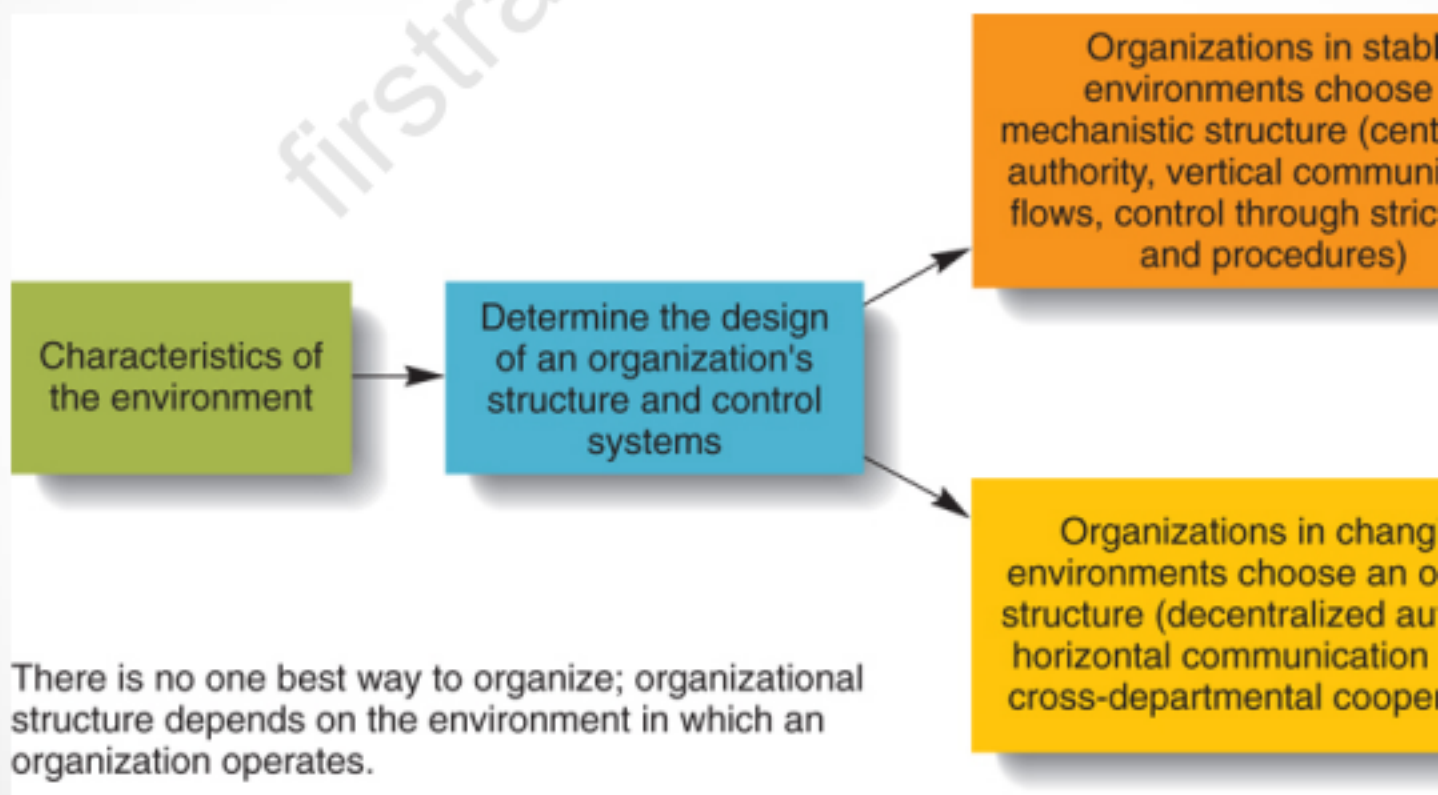 firstra
Organizations in stabl
environments choose
mechanistic structure (cent
authority, vertical communi
flows, control through stric
and procedures)
Characteristics of
the environment
Determine the design
of an organization's
structure and control
systems
Organizations in chang
environments choose an o
structure (decentralized au
horizontal communication
cross-departmental cooper
There is no one best way to organize; organizational
structure depends on the environment in which an
organization operates.